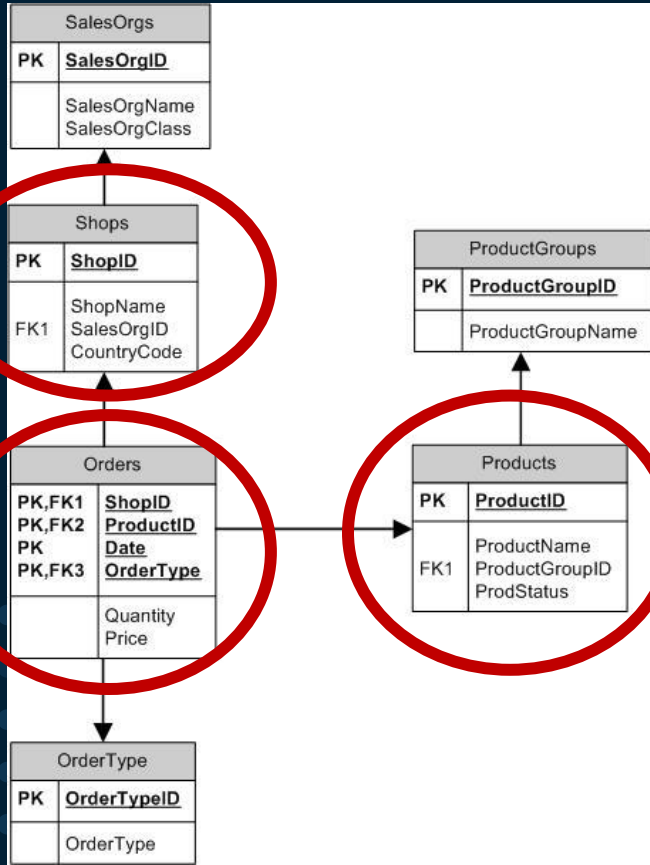 SalesOrgs
PK SalesOrgID
SalesOrgName
SalesOrgClass
Shops
PK ShopID
ShopName
FK1 SalesOrgID
CountryCode
ProductGroups
PK ProductGroupID
ProductGroupName
Orders
PK,FK1 ShopID
PK,FK2 ProductID
PK Date
PK,FK3 OrderType
Quantity
Price
Products
PK ProductID
ProductName
FK1 ProductGroupID
ProdStatus
OrderType
PK OrderTypeID
OrderType